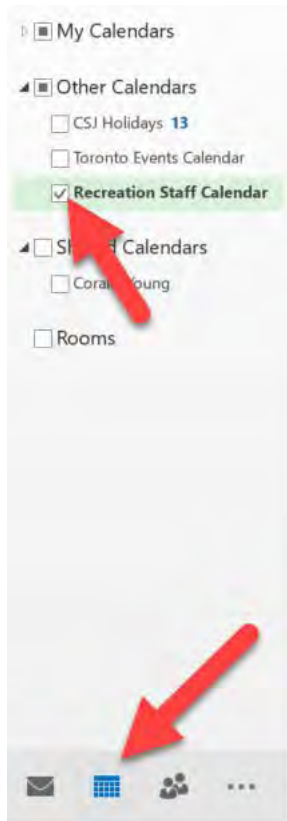 My Calendars
Other Calendars
CSJ Holidays 13
Toronto Events Calendar
Recreation Staff Calendar
Calendars
Rooms